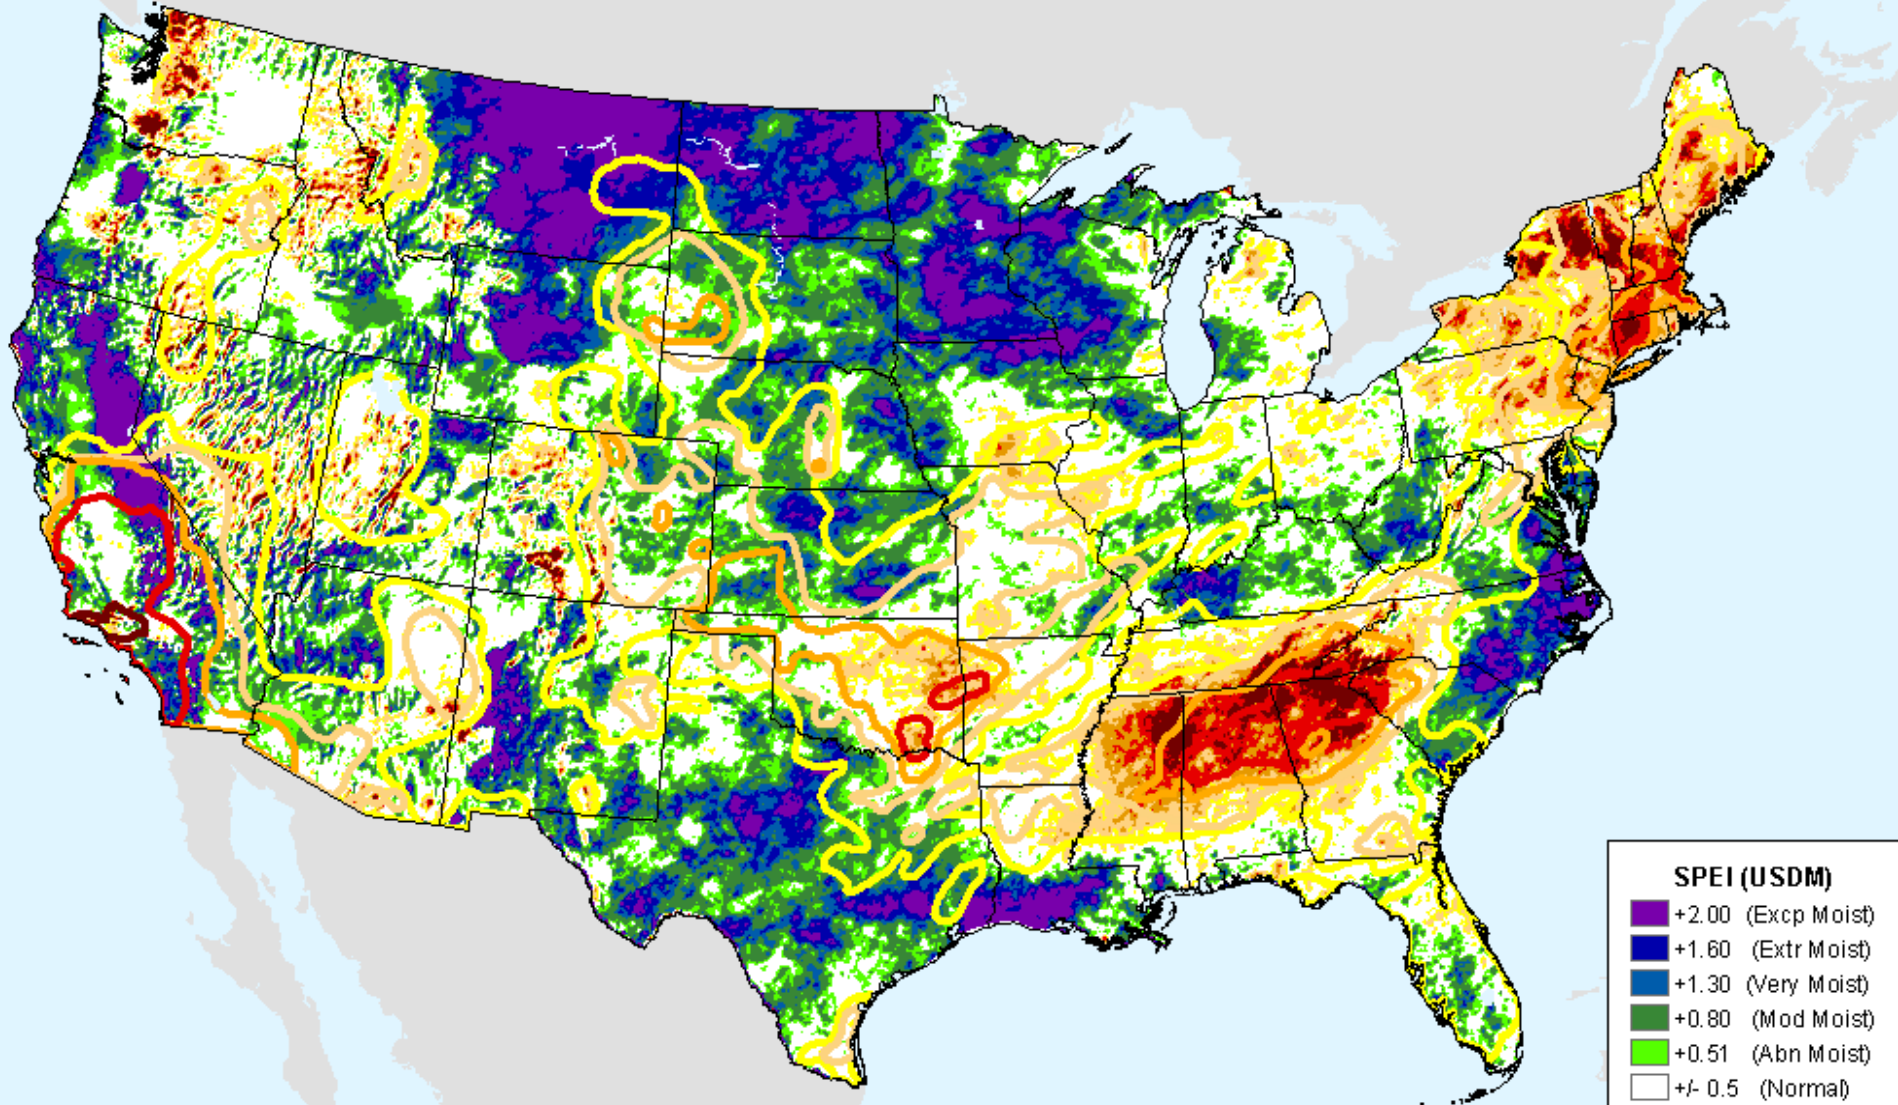 SPEI (USDM)
+2.00 (Excp Moist)
+1.60 (Extr Moist)
+1.30 (Very Moist)
+0.80 (Mod Moist)
+0.51 (Abn Moist)
+/- 0.5 (Normal)